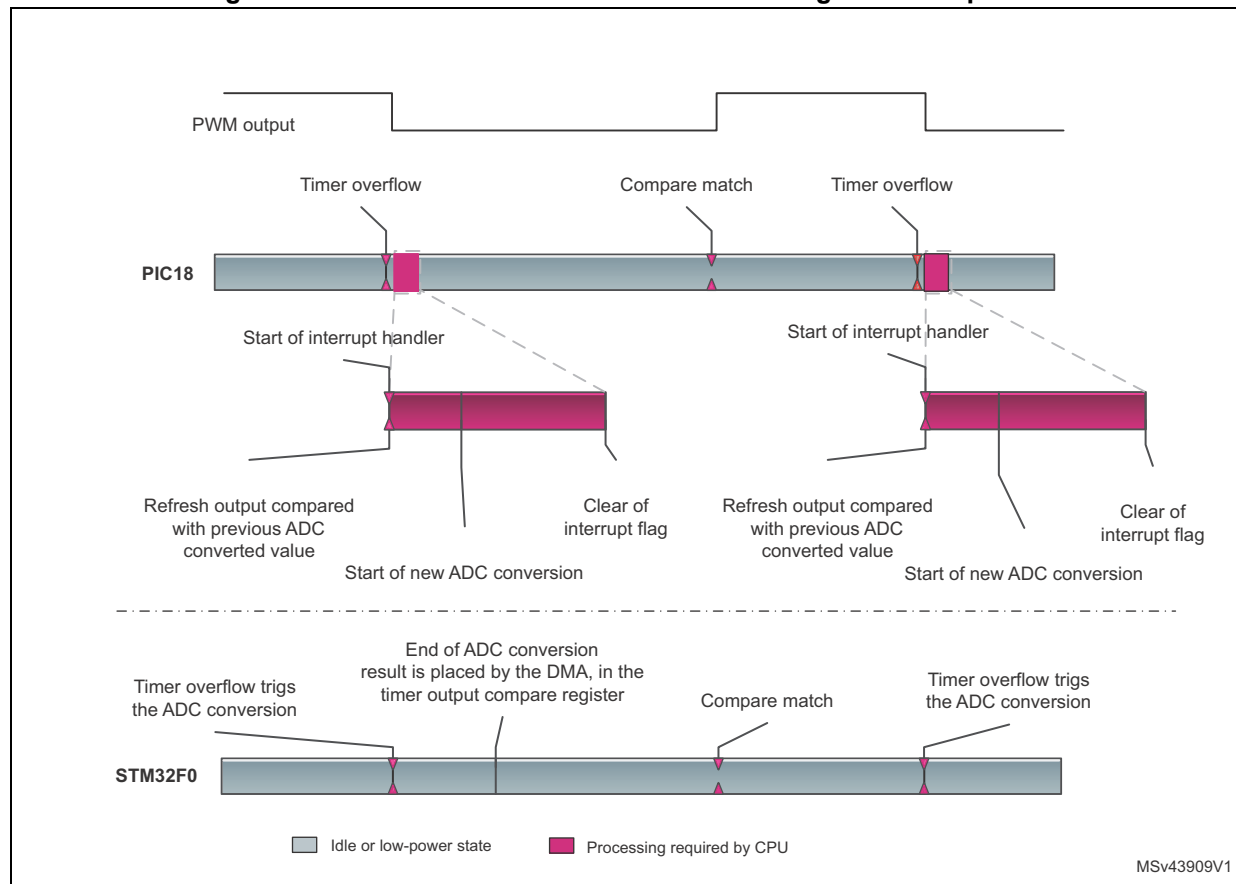 PWM output
Timer overflow
Compare match
Timer overflow
PIC18
Start of interrupt handler
Start of interrupt handler
Refresh output compared
with previous ADC
converted value
Clear of
interrupt flag
Start of new ADC conversion
Refresh output compared
with previous ADC
converted value
Clear of
interrupt flag
Start of new ADC conversion
End of ADC conversion
result is placed by the DMA, in the
timer output compare register
Timer overflow trigs
the ADC conversion
Compare match
Timer overflow trigs
the ADC conversion
STM32F0
Idle or low-power state
Processing required by CPU
MSv43909V1